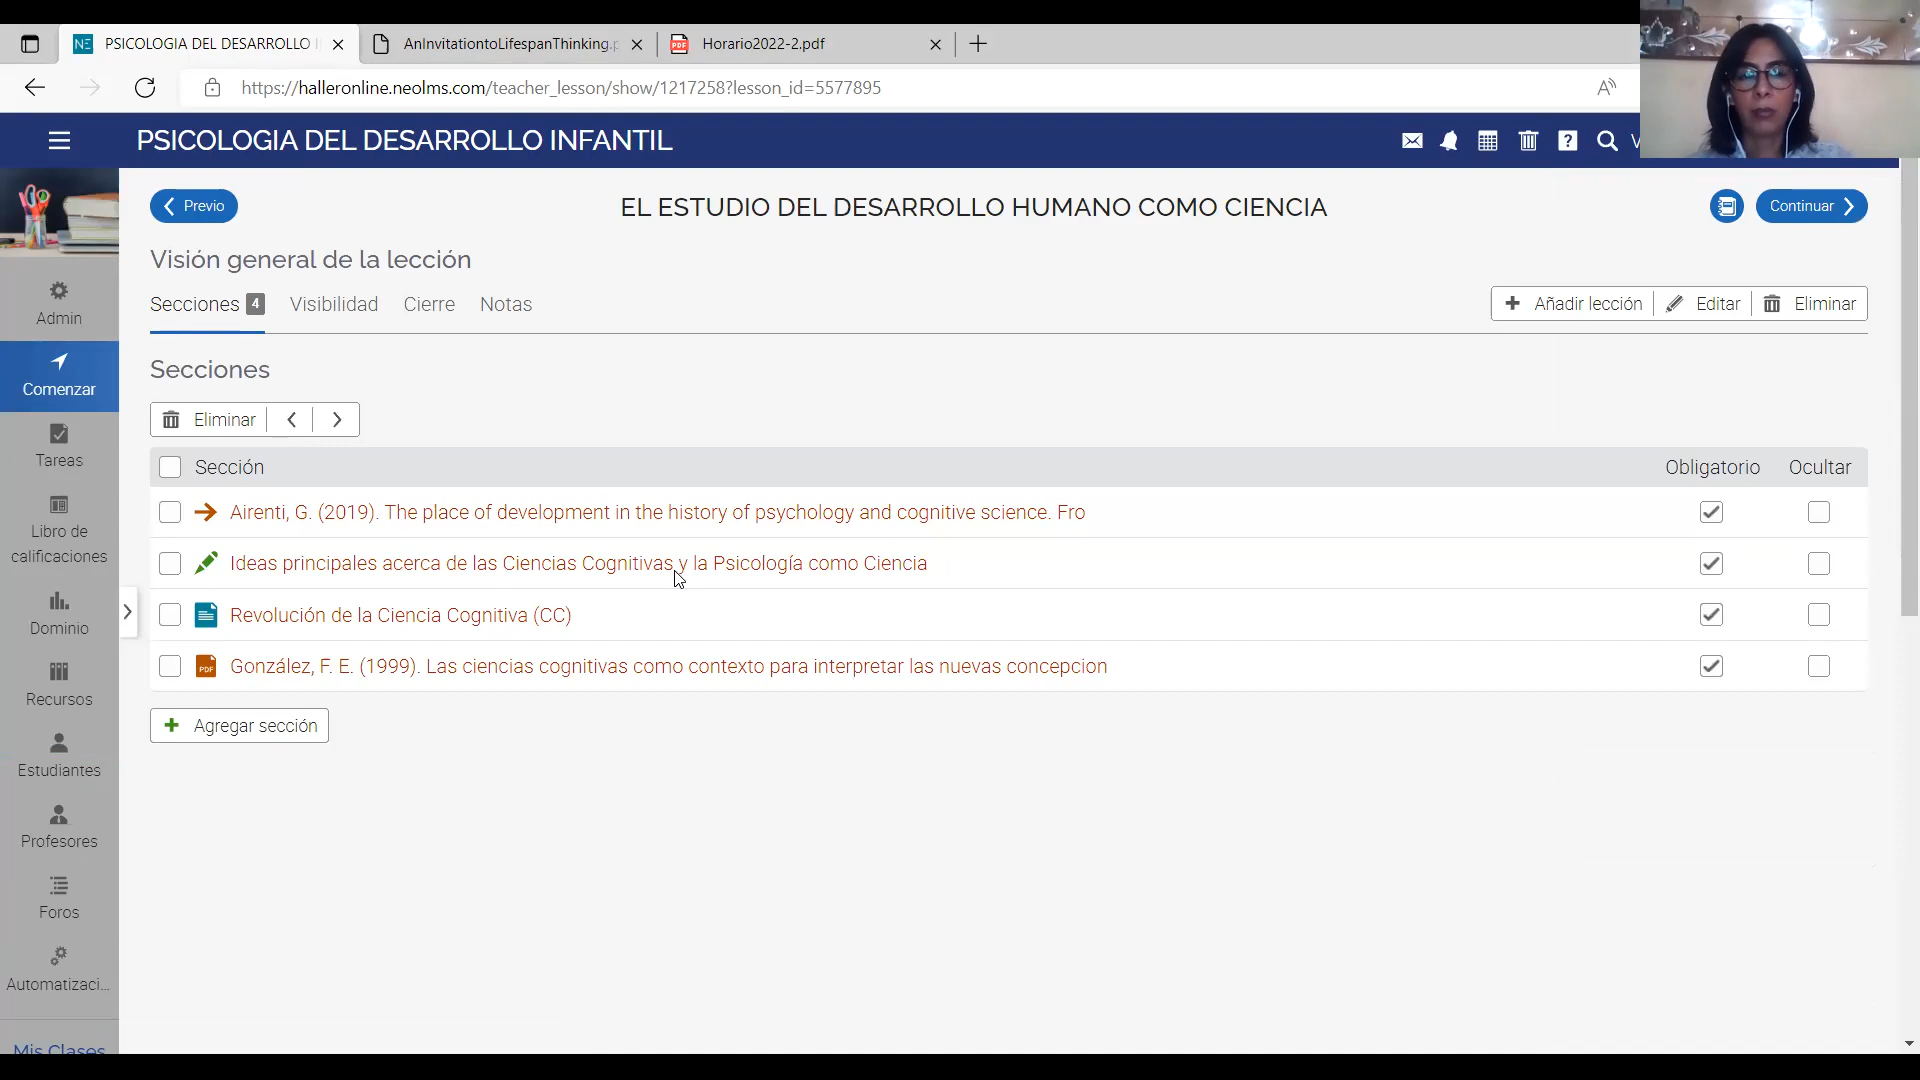 PSICOLOGIA DEL DESARROLLO I
AnInvitationtoLifespanThinking.p
Horario2022-2.pdf
https://halleronline.neolms.com/teacher_lesson/show/1217258?lesson_id=5577895
PSICOLOGIA DEL DESARROLLO INFANTIL
Previo
EL ESTUDIO DEL DESARROLLO HUMANO COMO CIENCIA
Continuar
Visión general de la lección
Secciones 4 Visibilidad Cierre Notas
Añadir lección Editar Eliminar
Secciones
Eliminar
Sección Obligatorio Ocultar
Airenti, G. (2019). The place of development in the history of psychology and cognitive science. Fro
Ideas principales acerca de las Ciencias Cognitivas y la Psicología como Ciencia
Revolución de la Ciencia Cognitiva (CC)
González, F. E. (1999). Las ciencias cognitivas como contexto para interpretar las nuevas concepcion
Agregar sección
Admin
Comenzar
Tareas
Libro de
calificaciones
Dominio
Recursos
Estudiantes
Profesores
Foros
Automatizaci...
Mis Clases